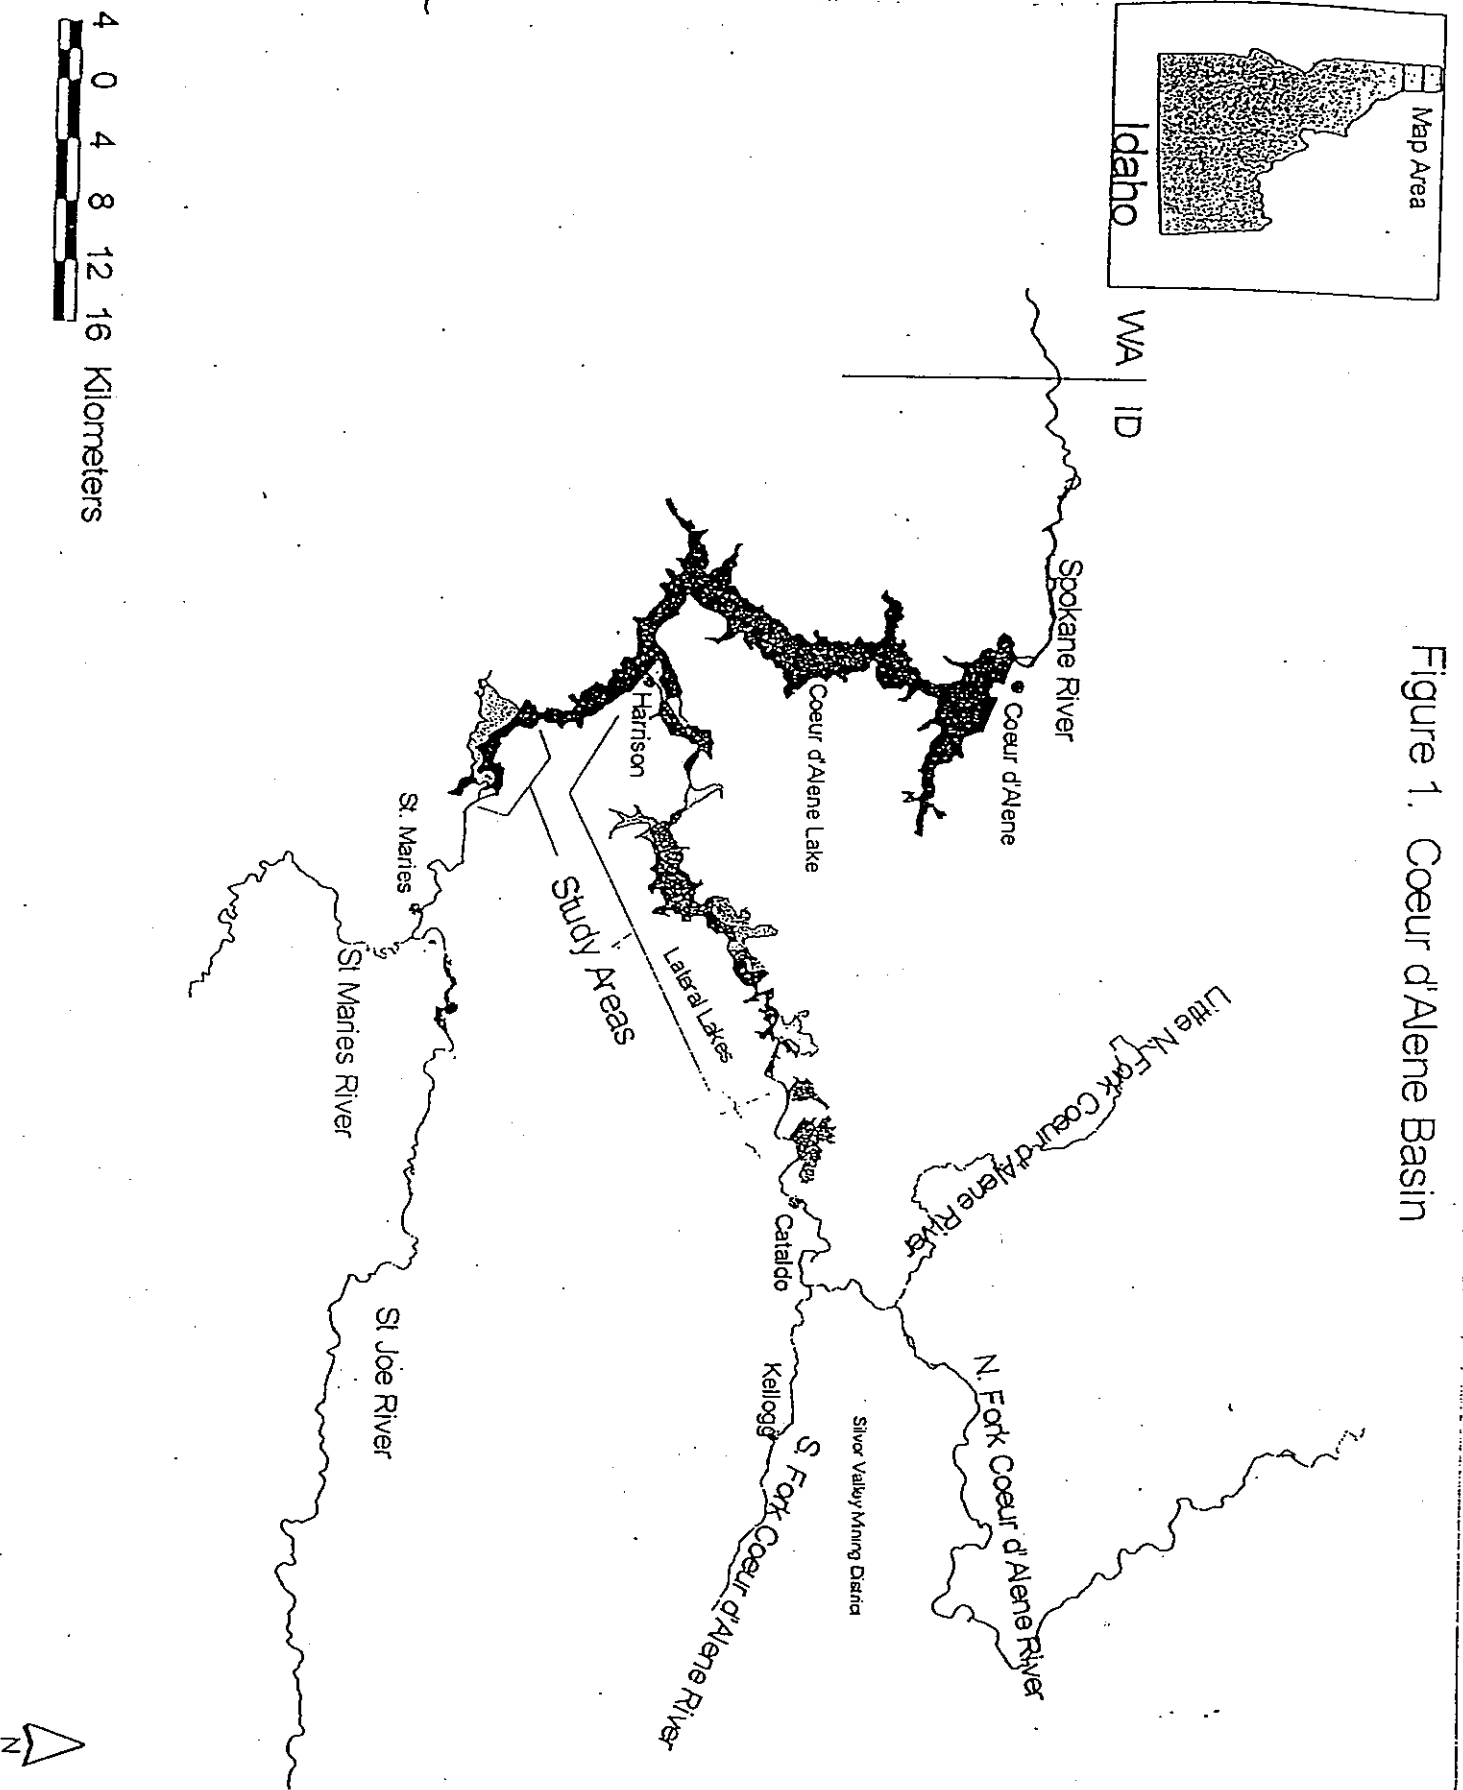 Figure 1. Coeur d'Alene Basin
Map Area
Idaho
WA
ID
Spokane River
Coeur d'Alene
Coeur d'Alene Lake
Little N. Fork Coeur d'Alene River
N. Fork Coeur d'Alene River
Silver Valley Mining District
Harrison
Lateral Lakes
Cataldo
Kellogg
S. Fork Coeur d'Alene River
Study Areas
St. Maries
St Joe River
St Maries River
4 0 4 8 12 16 Kilometers
N